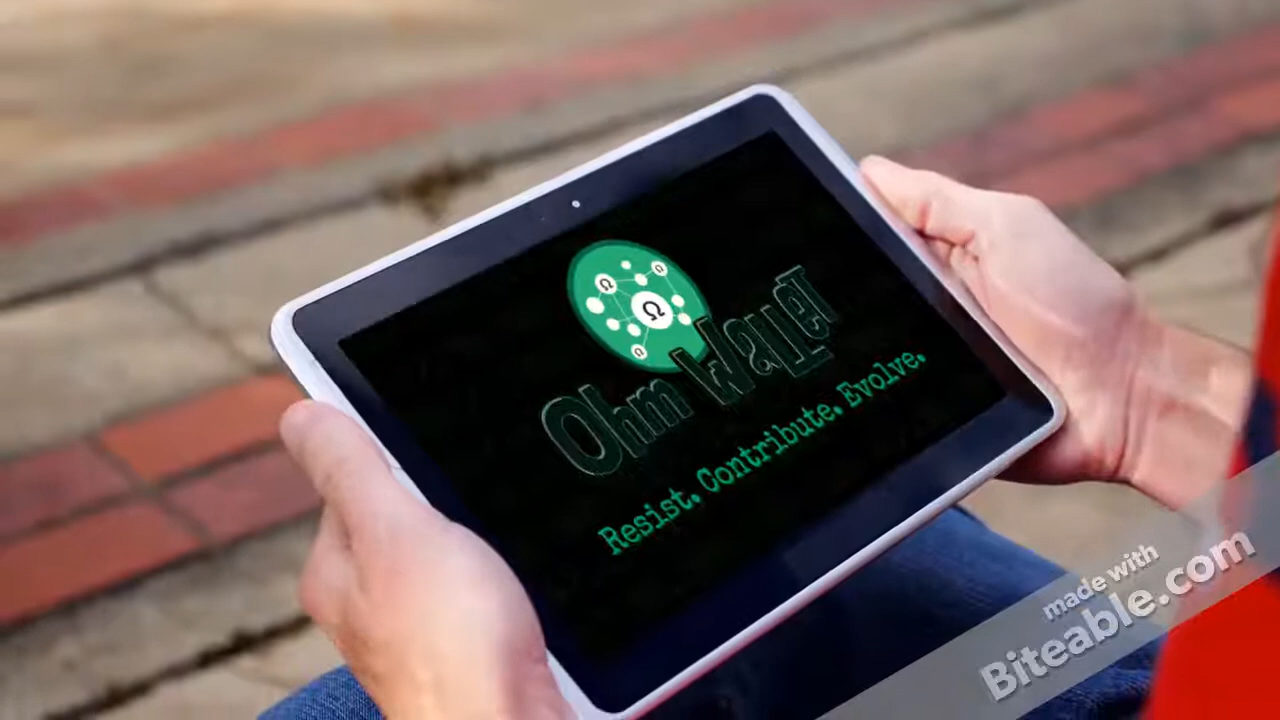 Ω
Ω
Ω
Ω
Ohm WaLLeT
Resist. Contribute. Evolve.
made with
Biteable.com